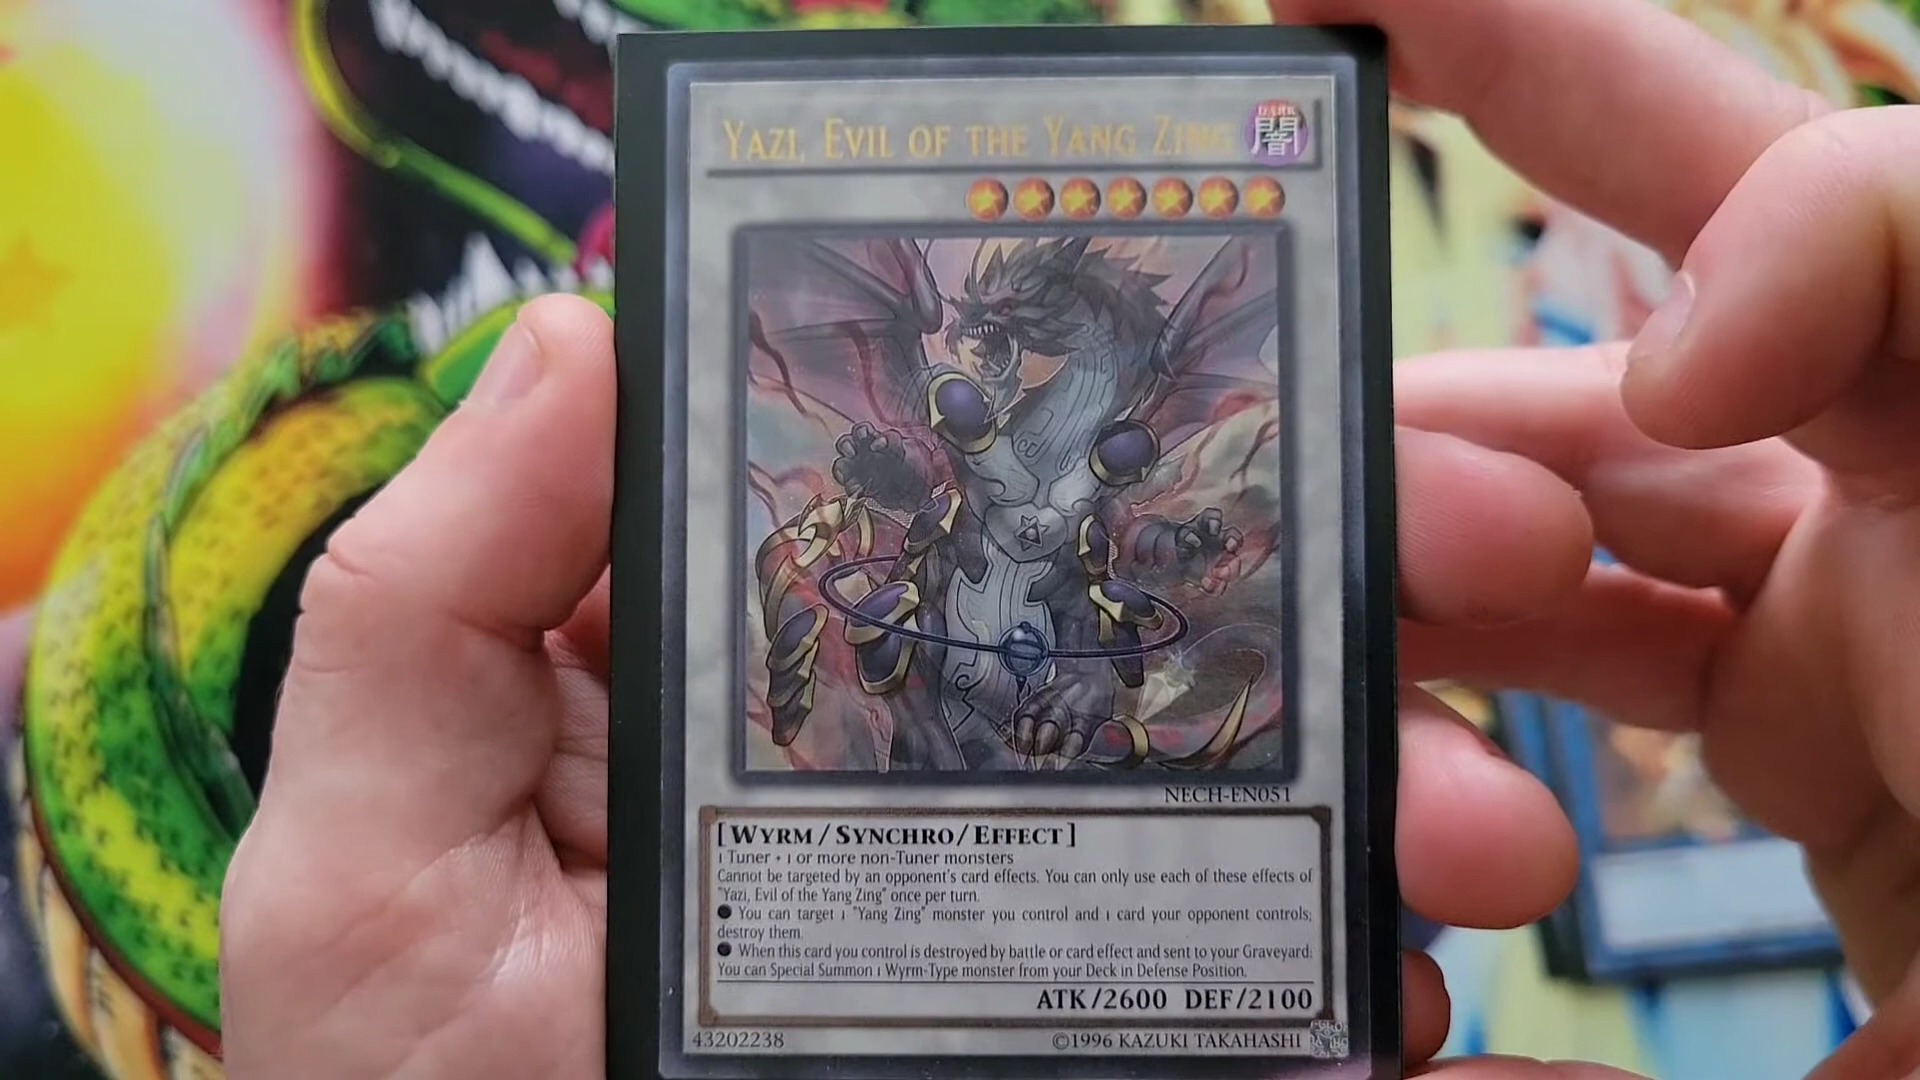 Yazi, Evil of the Yang Zing
DARK
闇
NECH-EN051
[Wyrm/Synchro/Effect]
1 Tuner + 1 or more non-Tuner monsters
Cannot be targeted by an opponent's card effects. You can only use each of these effects of
"Yazi, Evil of the Yang Zing" once per turn.
● You can target 1 "Yang Zing" monster you control and 1 card your opponent controls;
destroy them.
● When this card you control is destroyed by battle or card effect and sent to your Graveyard:
You can Special Summon 1 Wyrm-Type monster from your Deck in Defense Position.
ATK/2600 DEF/2100
43202238
©1996 KAZUKI TAKAHASHI